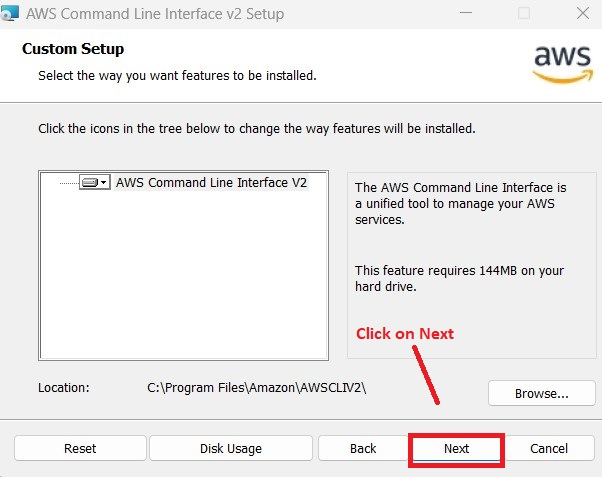 AWS Command Line Interface v2 Setup
Custom Setup
Select the way you want features to be installed.
aws
Click the icons in the tree below to change the way features will be installed.
AWS Command Line Interface V2
The AWS Command Line Interface is
a unified tool to manage your AWS
services.
This feature requires 144MB on your
hard drive.
Click on Next
Location: C:\Program Files\Amazon\AWSCLIV2\
Browse...
Reset Disk Usage Back Next Cancel